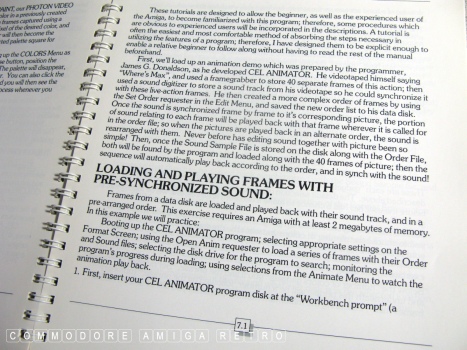 AINT, our PHOTON VIDEO
olor in a previously created
frames captured using a
of the desired color, and
will then become the
ted palette square for
up the COLORS Menu as
e button, position the
The palette will disappear,
You can also click the
d you will then see the
rocess whenever you
These tutorials are designed to allow the beginner, as well as the experienced user of
the Amiga, to become familiarized with this program; therefore, some procedures which
are obvious to experienced users are incorporated in the descriptions. A tutorial is
often the easiest and most comfortable method of absorbing the steps necessary in
utilizing the features of a program; therefore, I have designed them to be explicit enough to
enable a relative beginner to follow along without having to read the rest of the manual
beforehand.
First, we'll load up an animation demo which was prepared by the programmer,
James G. Donaldson, as he developed CEL ANIMATOR. He videotaped himself saying
"Where's Max", and used a framegrabber to store 40 separate frames of this action; then
used a sound digitizer to store a sound track from his videotape so he could synchronize it
with these live-action frames. He then created a more complex order of frames by using
the Set Order requester in the Edit Menu, and saved the new order list to his data disk.
Once the sound is synchronized frame by frame to it's corresponding picture, the portion
of sound relating to each frame will be played back with that frame wherever it is called for
in the order file; so when the pictures are played back in an alternate order, the sound is
rearranged with them. Never before has editing sound together with picture been so
simple! Then, once the Sound Sample File is stored on the disk along with the Order File,
both will be found by the program and loaded along with the 40 frames of picture; then the
sequence will automatically play back according to the order, and in synch with the sound!
LOADING AND PLAYING FRAMES WITH
PRE-SYNCHRONIZED SOUND:
Frames from a data disk are loaded and played back with their sound track, and in a
pre-arranged order. This exercise requires an Amiga with at least 2 megabytes of memory.
In this example we will practice:
Booting up the CEL ANIMATOR program; selecting appropriate settings on the
Format Screen; using the Open Anim requester to load a series of frames with their Order
and Sound files; selecting the disk drive for the program to search; monitoring the
program's progress during loading; using selections from the Animate Menu to watch the
animation play back.
1. First, insert your CEL ANIMATOR program disk at the "Workbench prompt" (a
7.1
COMMODORE AMIGA RETRO